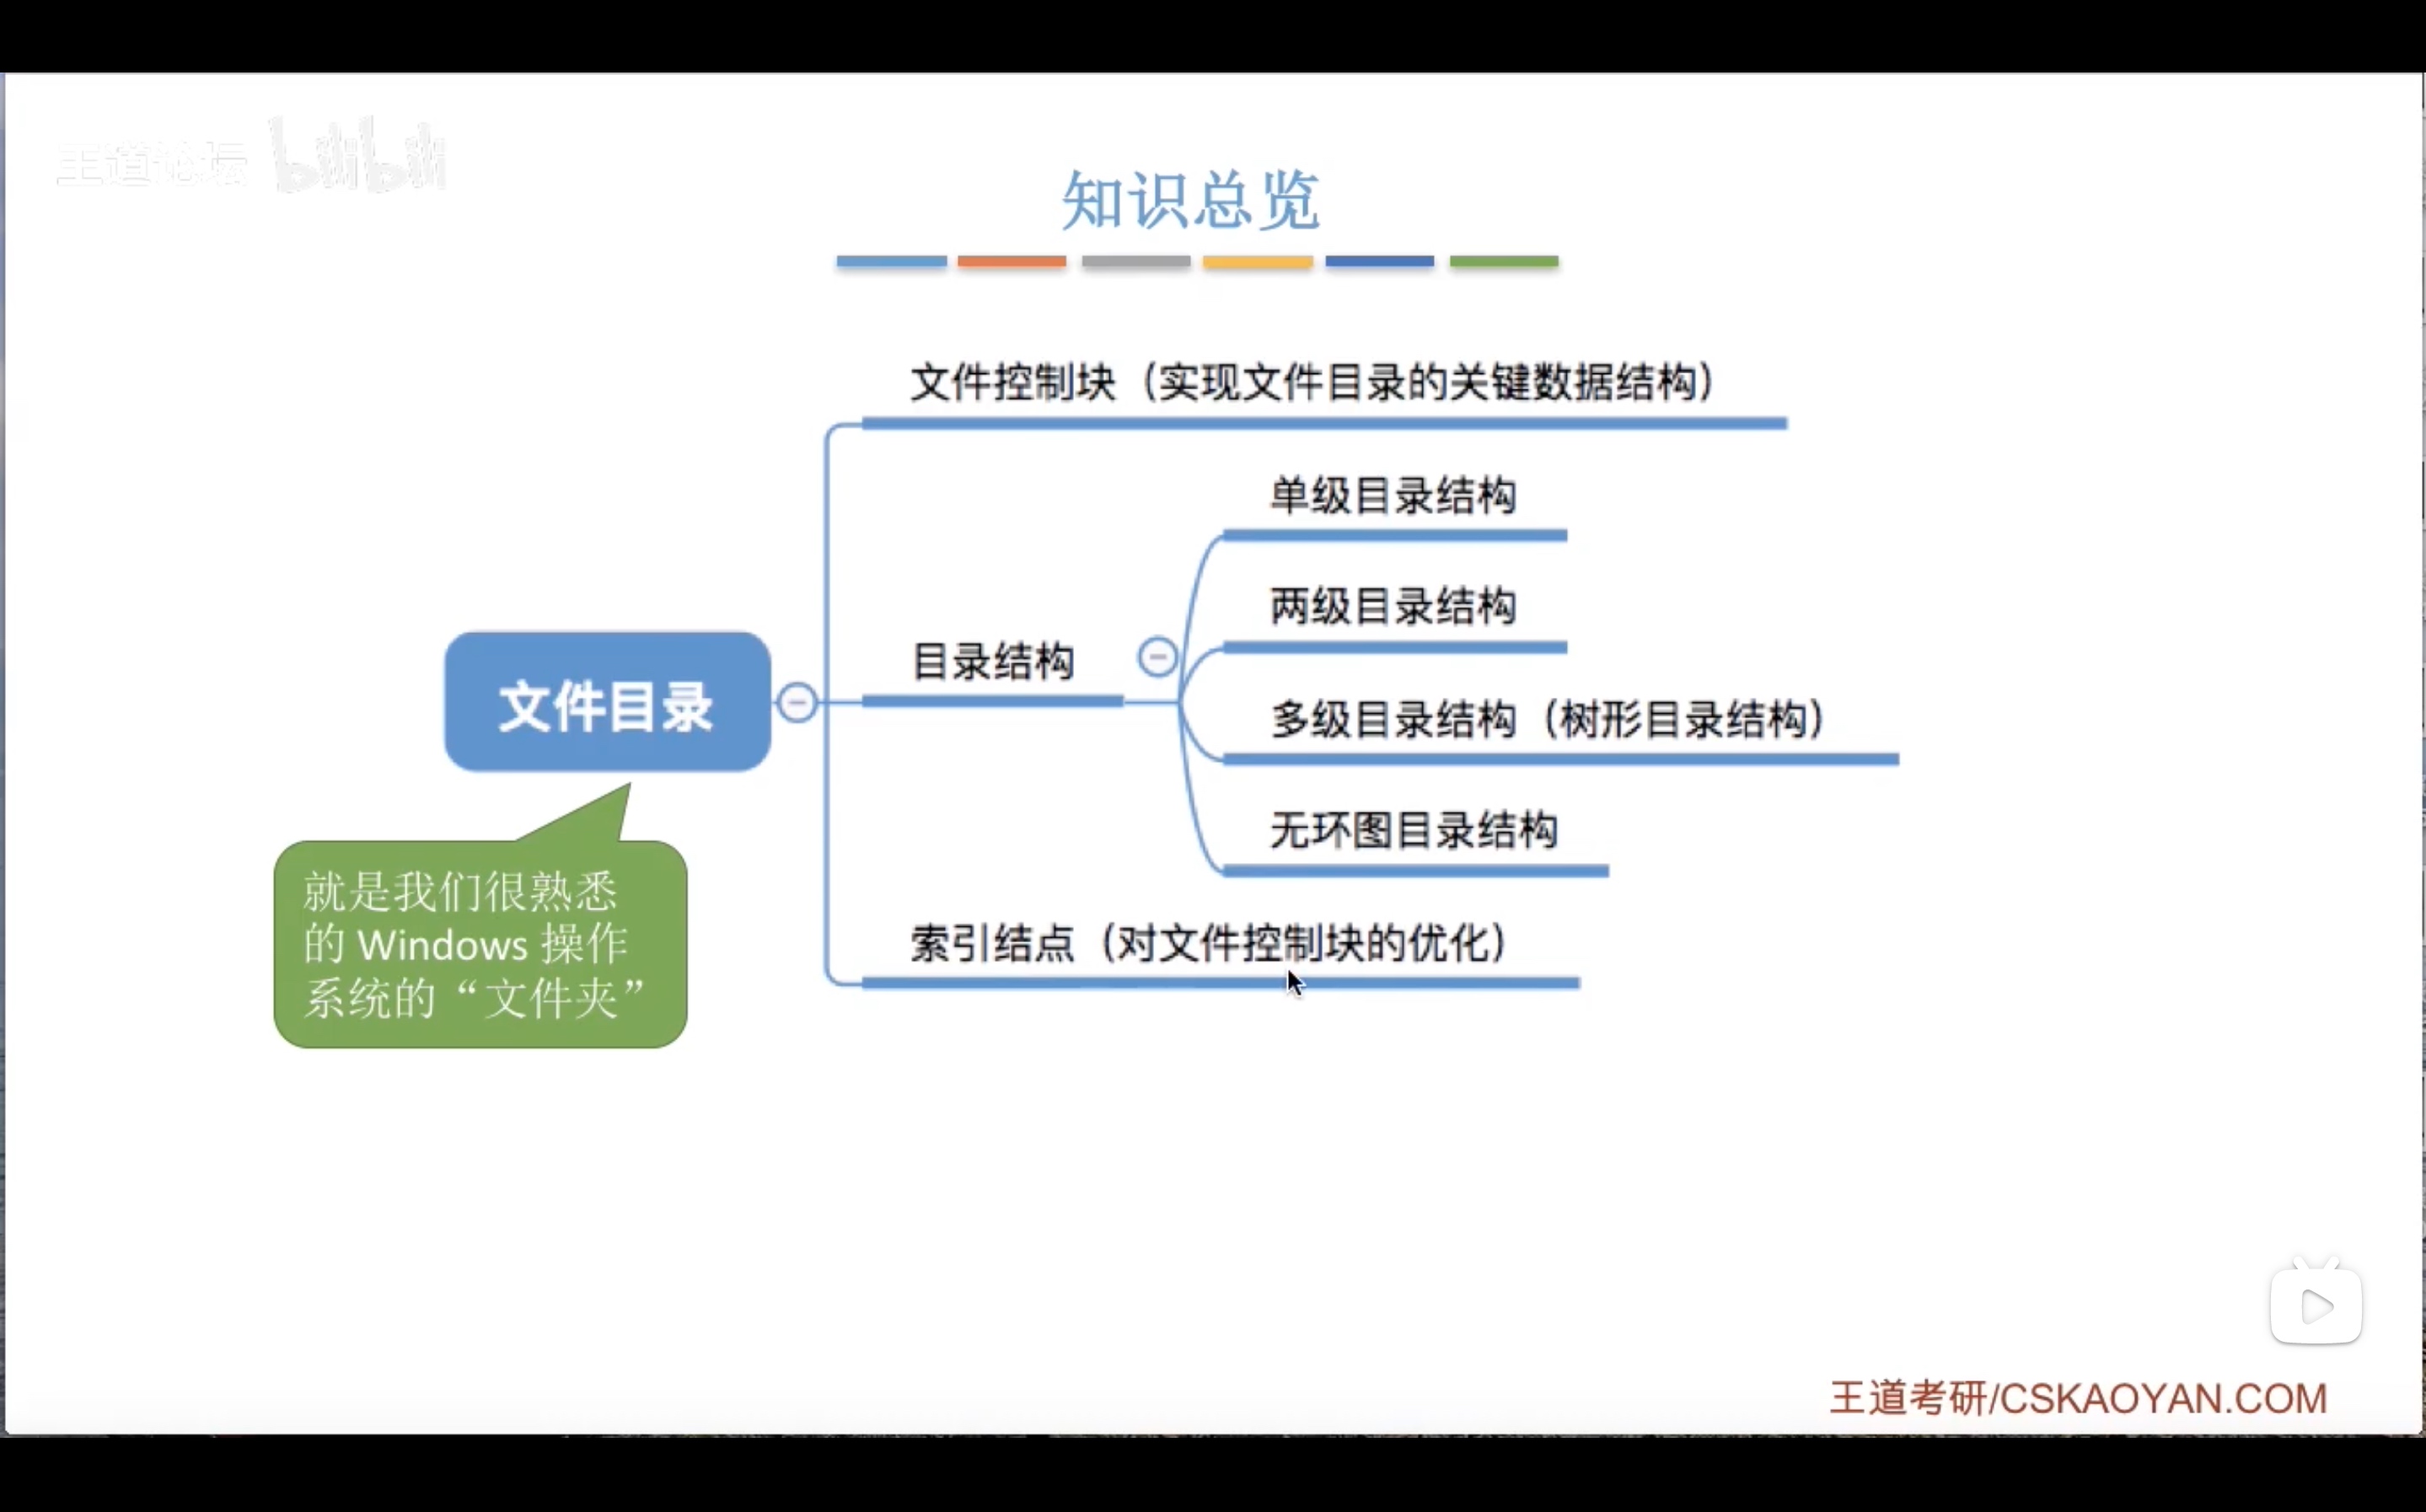 王道论坛 bilibili
知识总览
文件控制块（实现文件目录的关键数据结构）
单级目录结构
两级目录结构
目录结构
多级目录结构（树形目录结构）
文件目录
无环图目录结构
就是我们很熟悉
的 Windows 操作
系统的“文件夹”
索引结点（对文件控制块的优化）
王道考研/CSKAOYAN.COM